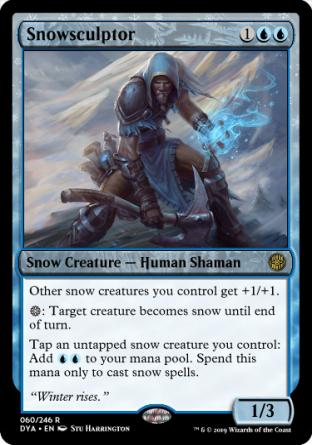 Snowsculptor 1
Snow Creature — Human Shaman
Other snow creatures you control get +1/+1.
: Target creature becomes snow until
end of turn.
Tap an untapped snow creature you control:
Add to your mana pool. Spend this
mana only to cast snow spells.
“Winter rises.”
060/246 R
DYA • EN Stu Harrington
1/3
™ & © 2019 Wizards of the Coast